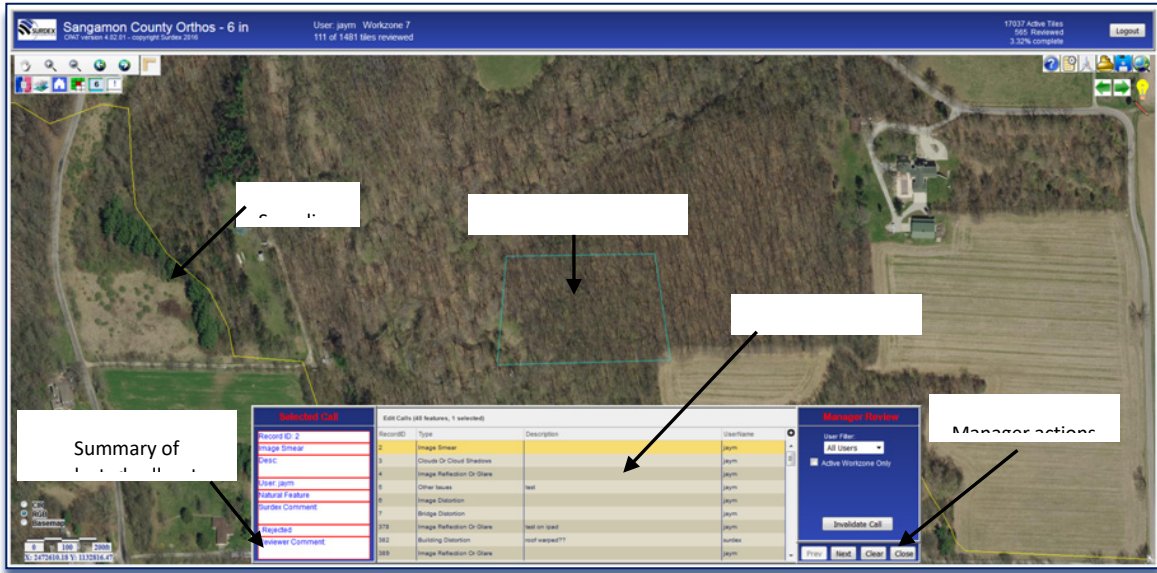 SURDEX
Sangamon County Orthos - 6 in
CPAT version 4.02.01 - copyright Surdex 2016
User: jaym Workzone 7
111 of 1481 tiles reviewed
17037 Active Tiles
565 Reviewed
3.32% complete
Logout
6
Summary of
Manager actions
Selected Call
Record ID: 2
Image Smear
Desc:
User: jaym
Natural Feature
Surdex Comment:
Rejected
Reviewer Comment:
Edit Calls (40 features, 1 selected)
RecordID Type Description UserName
2 Image Smear jaym
3 Clouds Or Cloud Shadows jaym
4 Image Reflection Or Glare jaym
5 Other Issues test jaym
6 Image Distortion jaym
7 Bridge Distortion jaym
378 Image Reflection Or Glare test on ipad jaym
382 Building Distortion roof warped?? surdex
389 Image Reflection Or Glare jaym
Manager Review
User Filter:
All Users
Active Workzone Only
Invalidate Call
Prev Next Clear Close
Basemap
0 100 200ft
X: 2472610.18 Y: 1132816.47